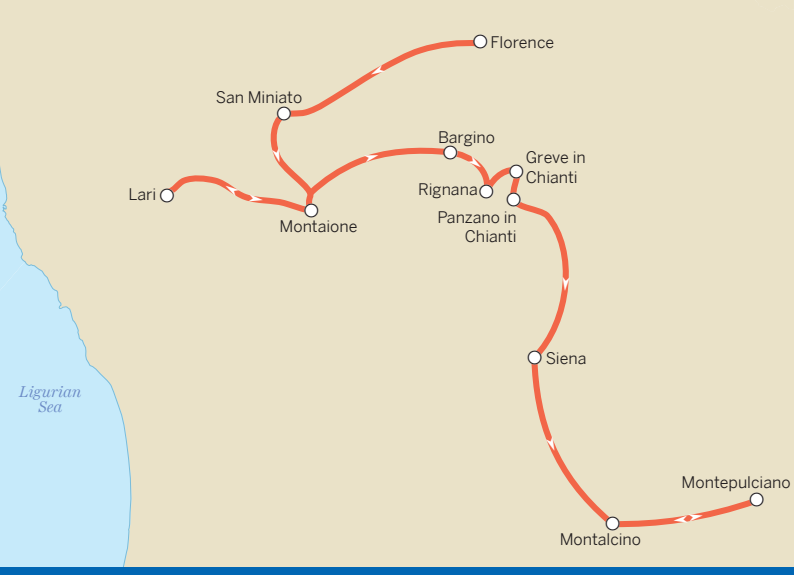 Florence
San Miniato
Bargino
Greve in
Chianti
Rignana
Lari
Panzano in
Chianti
Montaione
Siena
Ligurian
Sea
Montepulciano
Montalcino